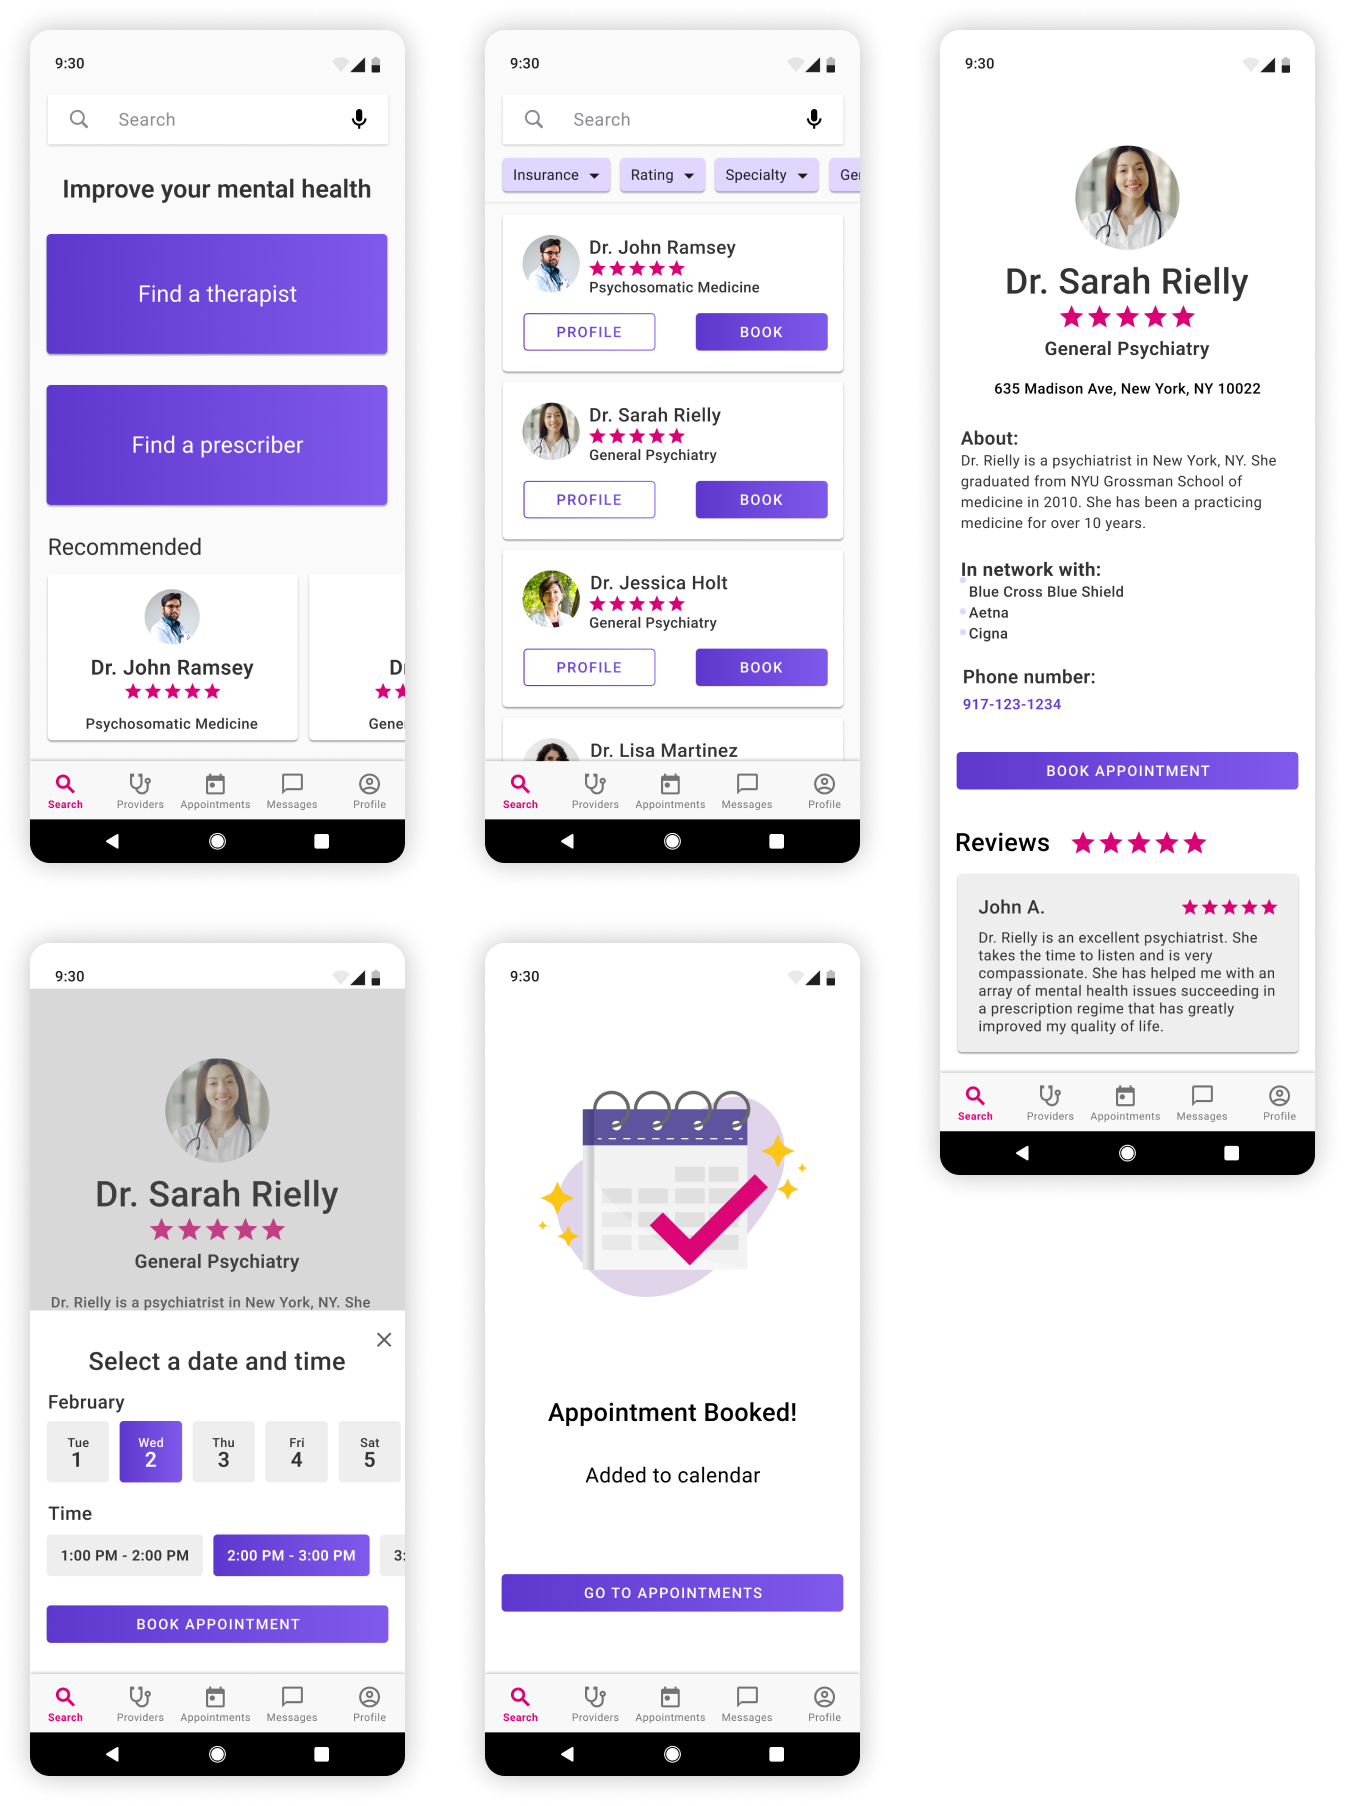 9:30
Search
Improve your mental health
Find a therapist
Find a prescriber
Recommended
Dr. John Ramsey
Psychosomatic Medicine
D
Gene
Search
Providers
Appointments
Messages
Profile
9:30
Search
Insurance
Rating
Specialty
Ge
Dr. John Ramsey
Psychosomatic Medicine
PROFILE
BOOK
Dr. Sarah Rielly
General Psychiatry
PROFILE
BOOK
Dr. Jessica Holt
General Psychiatry
PROFILE
BOOK
Dr. Lisa Martinez
Search
Providers
Appointments
Messages
Profile
9:30
Dr. Sarah Rielly
General Psychiatry
635 Madison Ave, New York, NY 10022
About:
Dr. Rielly is a psychiatrist in New York, NY. She
graduated from NYU Grossman School of
medicine in 2010. She has been a practicing
medicine for over 10 years.
In network with:
Blue Cross Blue Shield
Aetna
Cigna
Phone number:
917-123-1234
BOOK APPOINTMENT
Reviews
John A.
Dr. Rielly is an excellent psychiatrist. She
takes the time to listen and is very
compassionate. She has helped me with an
array of mental health issues succeeding in
a prescription regime that has greatly
improved my quality of life.
Search
Providers
Appointments
Messages
Profile
9:30
Dr. Sarah Rielly
General Psychiatry
Dr. Rielly is a psychiatrist in New York, NY. She
Select a date and time
February
Tue
1
Wed
2
Thu
3
Fri
4
Sat
5
Time
1:00 PM - 2:00 PM
2:00 PM - 3:00 PM
3:
BOOK APPOINTMENT
Search
Providers
Appointments
Messages
Profile
9:30
Appointment Booked!
Added to calendar
GO TO APPOINTMENTS
Search
Providers
Appointments
Messages
Profile